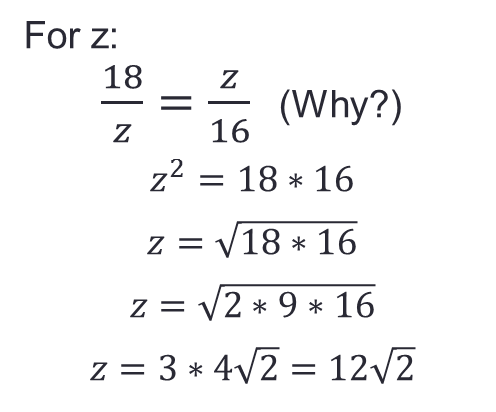 For z:
18/z = z/16 (Why?)
z² = 18 * 16
z = √(18 * 16)
z = √(2 * 9 * 16)
z = 3 * 4√2 = 12√2